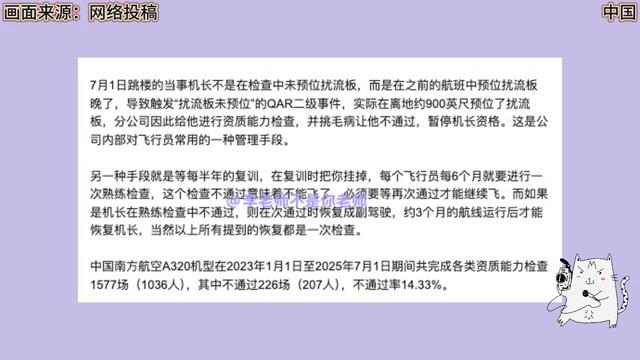 画面来源：网络投稿
中国
7月1日跳楼的当事机长不是在检查中未预位扰流板，而是在之前的航班中预位扰流板
晚了，导致触发“扰流板未预位”的QAR二级事件，实际在离地约900英尺预位了扰流
板，分公司因此给他进行资质能力检查，并挑毛病让他不通过，暂停机长资格。这是公
司内部对飞行员常用的一种管理手段。
另一种手段就是等每半年的复训，在复训时把你挂掉，每个飞行员每6个月就要进行一
次熟练检查，这个检查不通过意味着不能飞了，必须要等再次通过才能继续飞。而如果
是机长在熟练检查中不通过，则在次通过时恢复成副驾驶，约3个月的航线运行后才能
恢复机长，当然以上所有提到的恢复都是一次检查。
@李老师不是你老师
中国南方航空A320机型在2023年1月1日至2025年7月1日期间共完成各类资质能力检查
1577场（1036人），其中不通过226场（207人），不通过率14.33%。